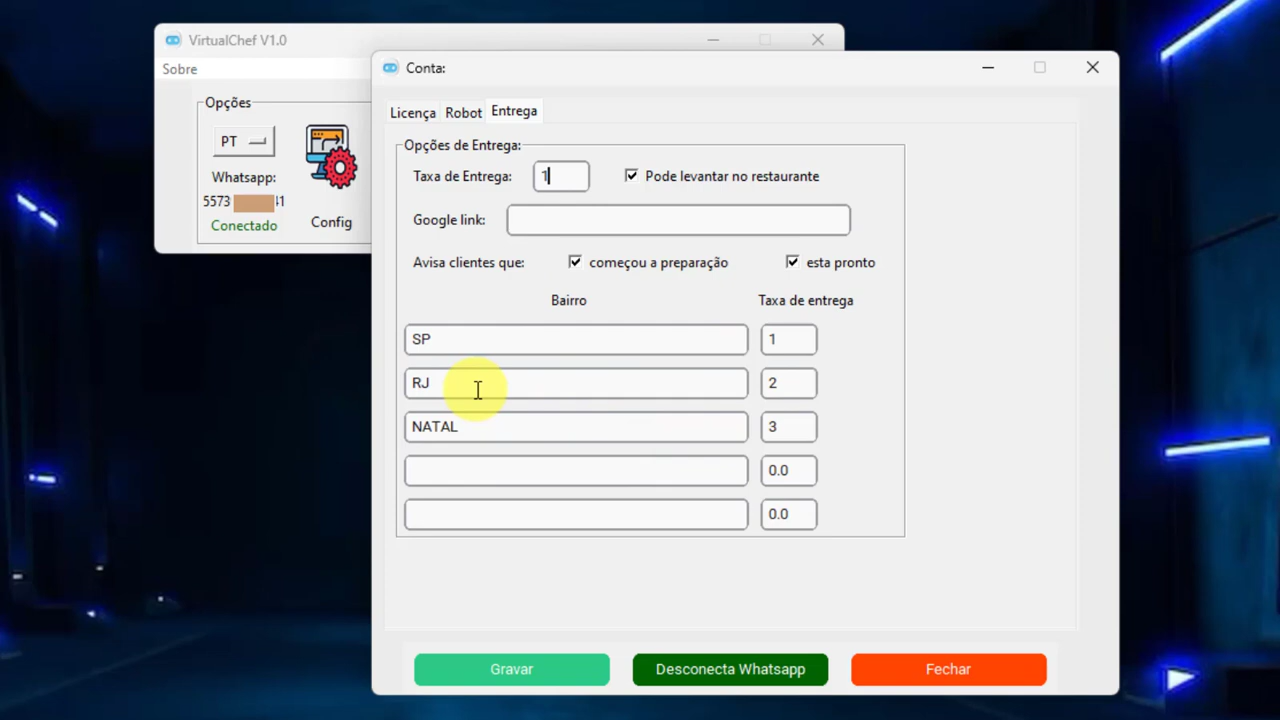 VirtualChef V1.0
Sobre
Opções
PT
Whatsapp:
5573 41
Conectado
Config
Conta:
Licença Robot Entrega
Opções de Entrega:
Taxa de Entrega: 1 Pode levantar no restaurante
Google link:
Avisa clientes que: começou a preparação esta pronto
Bairro Taxa de entrega
SP 1
RJ 2
NATAL 3
0.0
0.0
Gravar Desconecta Whatsapp Fechar